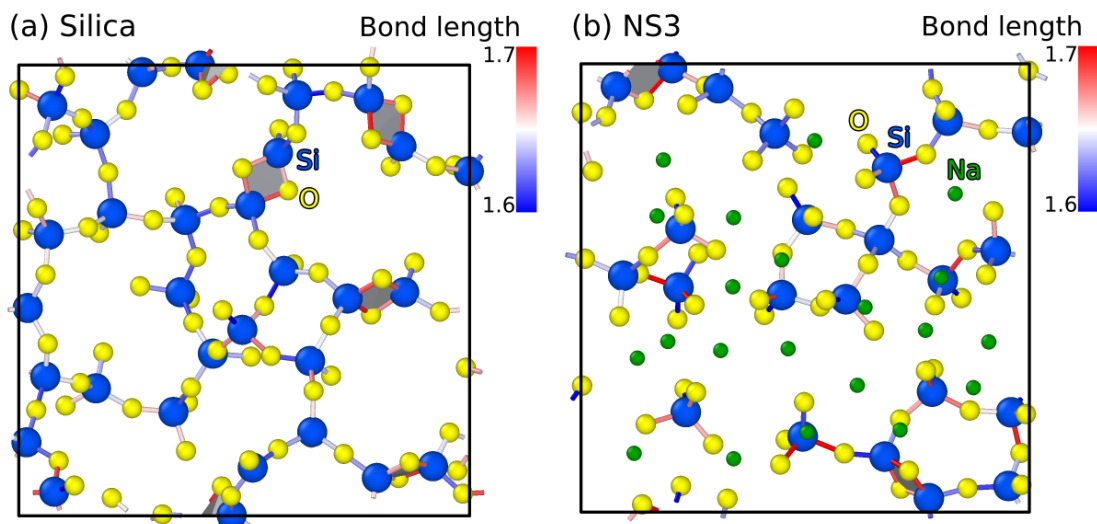 (a) Silica
Bond length
1.7
1.6
Si
O
(b) NS3
Bond length
1.7
1.6
O
Si
Na